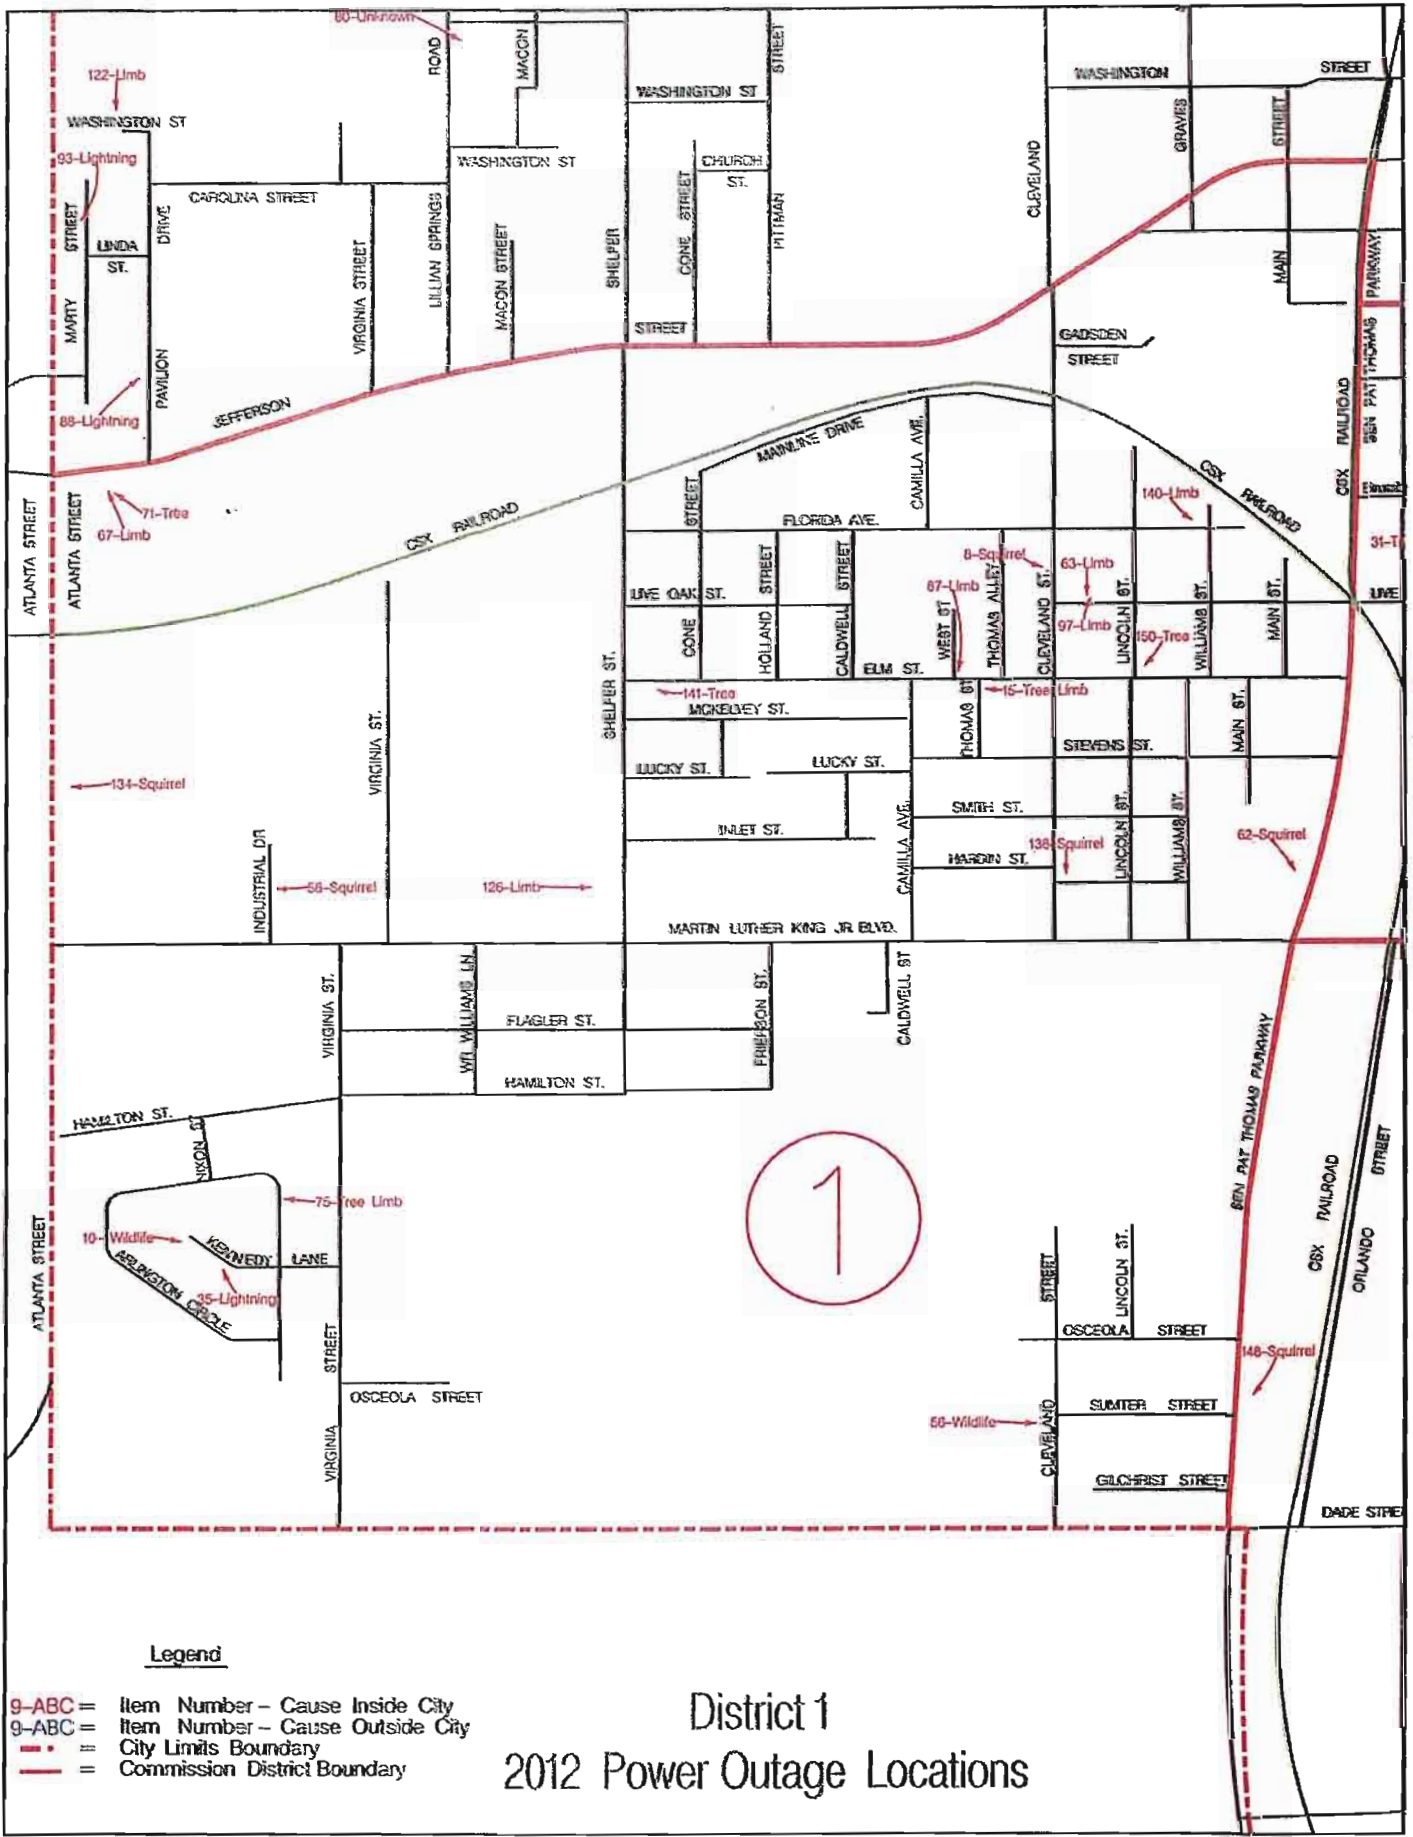 80-Unknown
122-Limb
WASHINGTON ST
93-Lightning
CAROLINA STREET
MARTY STREET
LINDA
ST.
PAVILION DRIVE
88-Lightning
VIRGINIA STREET
LILLIAN SPRINGS ROAD
MACON
WASHINGTON ST
MACON STREET
SHELFER
WASHINGTON ST
CHURCH
ST.
CONE STREET
PITTMAN STREET
STREET
JEFFERSON
CLEVELAND
WASHINGTON STREET
GRAVES
MAIN STREET
GADSDEN
STREET
CSX RAILROAD
BEN PAT THOMAS PARKWAY
ATLANTA STREET
ATLANTA STREET
71-Tree
67-Limb
CSX RAILROAD
MAINLINE DRIVE
CAMILLA AVE.
CSX RAILROAD
140-Limb
31-T
FLORIDA AVE.
CONE STREET
HOLLAND STREET
CALDWELL STREET
8-Squirrel
63-Limb
87-Limb
LIVE OAK ST.
LIVE
WEST ST
THOMAS ALLEY
CLEVELAND ST.
97-Limb
LINCOLN ST.
150-Tree
WILLIAMS ST.
MAIN ST.
ELM ST.
SHELFER ST.
141-Tree
MCKELVEY ST.
THOMAS ST
15-Tree Limb
MAIN ST.
STEVENS ST.
VIRGINIA ST.
LUCKY ST.
LUCKY ST.
134-Squirrel
SMITH ST.
INLET ST.
CAMILLA AVE.
138-Squirrel
LINCOLN ST.
WILLIAMS ST.
62-Squirrel
HARDIN ST.
INDUSTRIAL DR
56-Squirrel
126-Limb
MARTIN LUTHER KING JR BLVD.
VIRGINIA ST.
WR WILLIAMS LN
FLAGLER ST.
FRIERSON ST.
CALDWELL ST
HAMILTON ST.
HAMILTON ST.
NIXON ST
BEN PAT THOMAS PARKWAY
CSX RAILROAD
ORLANDO STREET
75-Tree Limb
1
10-Wildlife
KENNEDY LANE
ARLINGTON CIRCLE
35-Lightning
ATLANTA STREET
VIRGINIA STREET
OSCEOLA STREET
CLEVELAND STREET
LINCOLN ST.
OSCEOLA STREET
148-Squirrel
56-Wildlife
SUMTER STREET
GILCHRIST STREET
DADE STRE
Legend
9-ABC = Item Number - Cause Inside City
9-ABC = Item Number - Cause Outside City
= City Limits Boundary
= Commission District Boundary
District 1
2012 Power Outage Locations